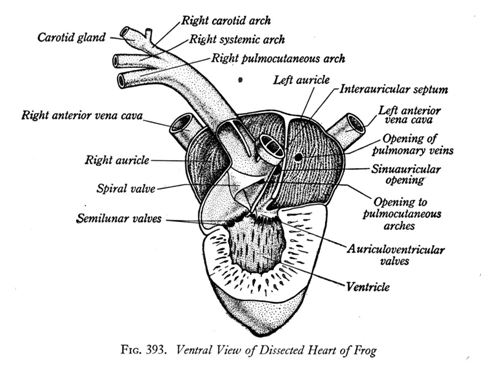 Right carotid arch
Carotid gland
Right systemic arch
Right pulmocutaneous arch
Left auricle
Interauricular septum
Right anterior vena cava
Left anterior
vena cava
Opening of
pulmonary veins
Right auricle
Sinuauricular
opening
Spiral valve
Opening to
pulmocutaneous
arches
Semilunar valves
Auriculoventricular
valves
Ventricle
FIG. 393. Ventral View of Dissected Heart of Frog